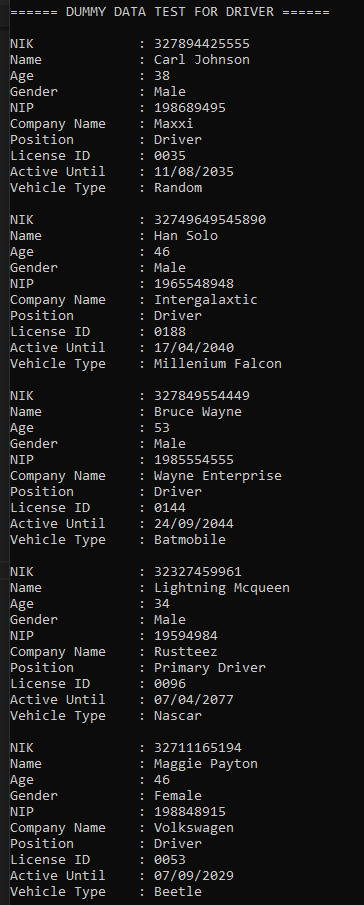 ====== DUMMY DATA TEST FOR DRIVER ======
NIK : 327894425555
Name : Carl Johnson
Age : 38
Gender : Male
NIP : 198689495
Company Name : Maxxi
Position : Driver
License ID : 0035
Active Until : 11/08/2035
Vehicle Type : Random
NIK : 32749649545890
Name : Han Solo
Age : 46
Gender : Male
NIP : 1965548948
Company Name : Intergalaxtic
Position : Driver
License ID : 0188
Active Until : 17/04/2040
Vehicle Type : Millenium Falcon
NIK : 327849554449
Name : Bruce Wayne
Age : 53
Gender : Male
NIP : 1985554555
Company Name : Wayne Enterprise
Position : Driver
License ID : 0144
Active Until : 24/09/2044
Vehicle Type : Batmobile
NIK : 32327459961
Name : Lightning Mcqueen
Age : 34
Gender : Male
NIP : 19594984
Company Name : Rustteez
Position : Primary Driver
License ID : 0096
Active Until : 07/04/2077
Vehicle Type : Nascar
NIK : 32711165194
Name : Maggie Payton
Age : 46
Gender : Female
NIP : 198848915
Company Name : Volkswagen
Position : Driver
License ID : 0053
Active Until : 07/09/2029
Vehicle Type : Beetle